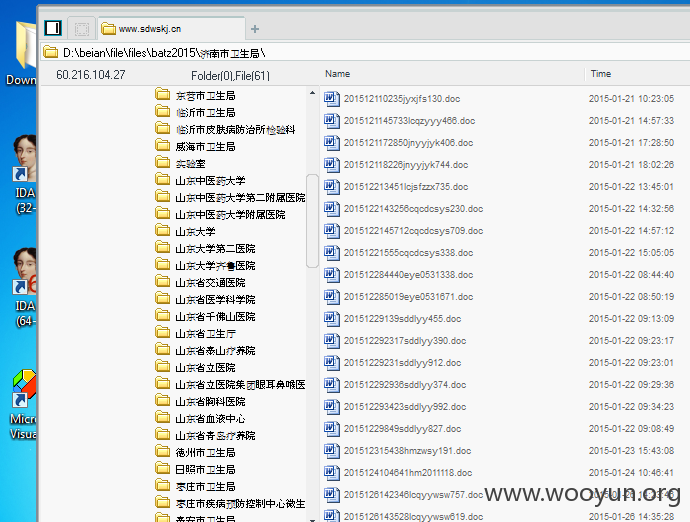 www.sdwskj.cn
D:\beian\file\files\batz2015\济南市卫生局\
60.216.104.27
Folder(0),File(61)
Name
Time
东营市卫生局
临沂市卫生局
临沂市皮肤病防治所检验科
威海市卫生局
实验室
山东中医药大学
山东中医药大学第二附属医院
山东中医药大学附属医院
山东大学
山东大学第二医院
山东大学齐鲁医院
山东省交通医院
山东省医学科学院
山东省千佛山医院
山东省卫生厅
山东省泰山疗养院
山东省立医院
山东省立医院集团眼耳鼻喉医
山东省胸科医院
山东省血液中心
山东省青岛疗养院
德州市卫生局
日照市卫生局
枣庄市卫生局
枣庄市疾病预防控制中心微生
泰安市卫生局
201512110235jyxjfs130.doc 2015-01-21 10:23:05
2015121145733lcqzyyy466.doc 2015-01-21 14:57:33
2015121172850jnyyjyk406.doc 2015-01-21 17:28:50
201512118226jnyyjyk744.doc 2015-01-21 18:02:26
201512213451lcjsfzzx735.doc 2015-01-22 13:45:01
2015122143256cqcdcsys230.doc 2015-01-22 14:32:56
2015122145712cqcdcsys709.doc 2015-01-22 14:57:12
2015121555cqcdcsys338.doc 2015-01-22 15:05:05
201512284440eye0531338.doc 2015-01-22 08:44:40
201512285019eye0531671.doc 2015-01-22 08:50:19
20151229139sddlyy455.doc 2015-01-22 09:13:09
201512292317sddlyy390.doc 2015-01-22 09:23:17
20151229231sddlyy912.doc 2015-01-22 09:23:01
201512292936sddlyy374.doc 2015-01-22 09:29:36
201512293423sddlyy992.doc 2015-01-22 09:34:23
20151229849sddlyy827.doc 2015-01-22 09:08:49
201512315438hmzwsy191.doc 2015-01-23 15:43:08
2015124104641hm2011118.doc 2015-01-24 10:46:41
2015126142346lcqyywsw757.doc
2015126143528lcqyywsw619.doc 2015-01-26 14:35:28
www.wooyun.org
Down
IDA
(32-
IDA
(64-
Micr
Visua